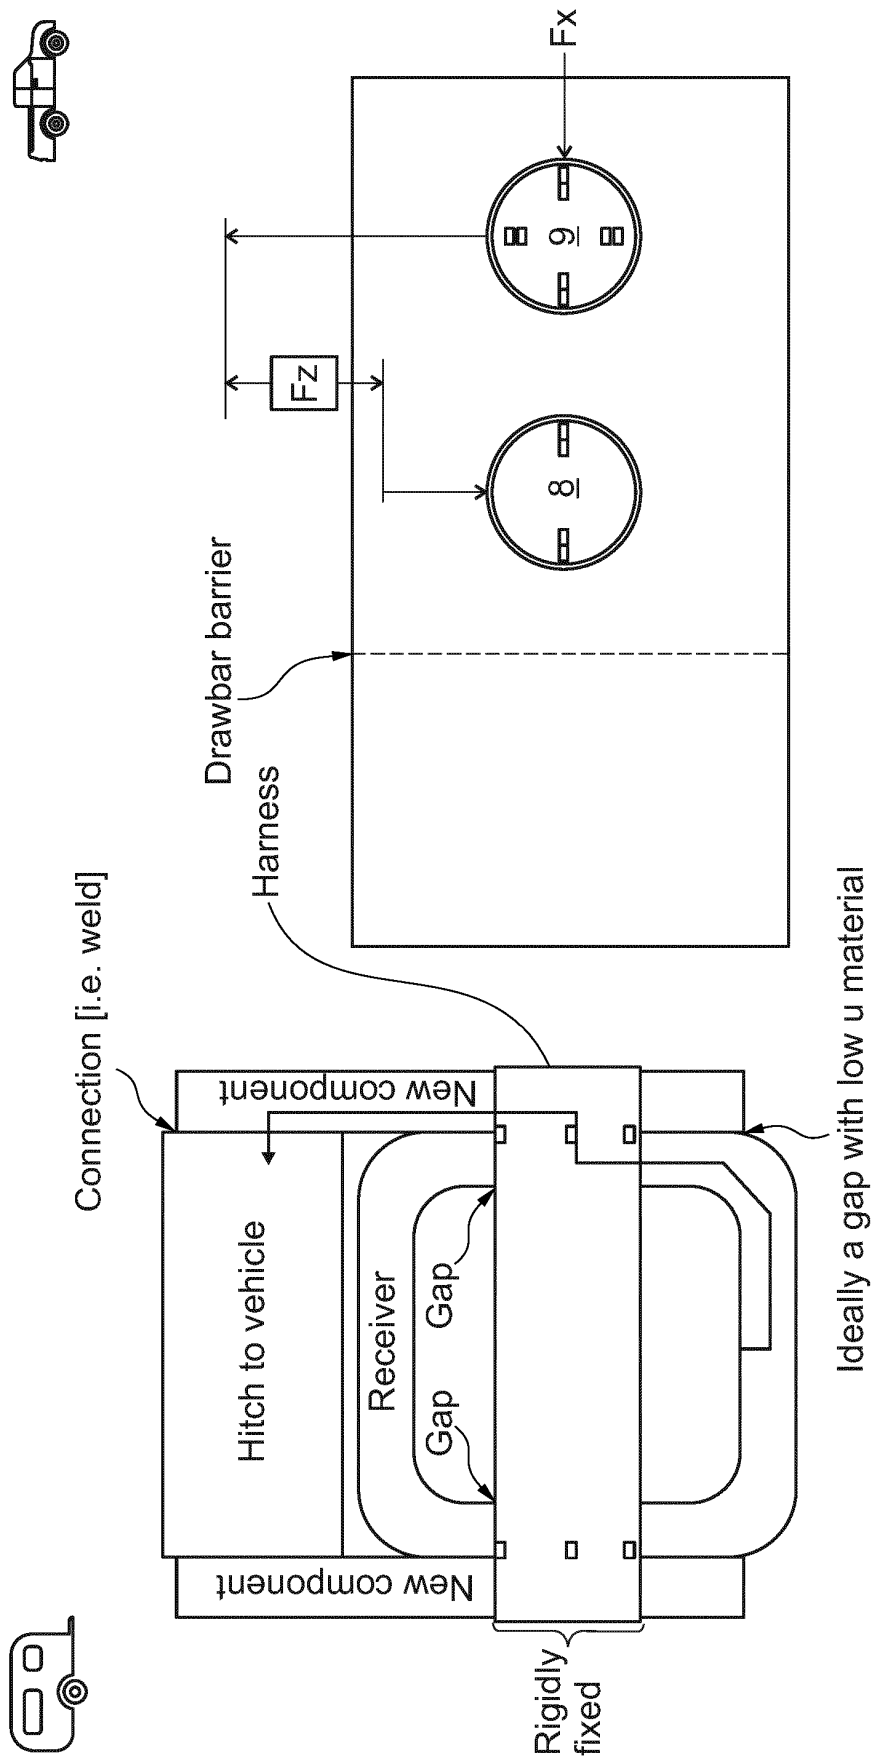 Connection [i.e. weld]
Drawbar barrier
Hitch to vehicle
Harness
Fz
New component
New component
Receiver
Gap
Gap
Rigidly
fixed
8
9
Fx
Ideally a gap with low u material